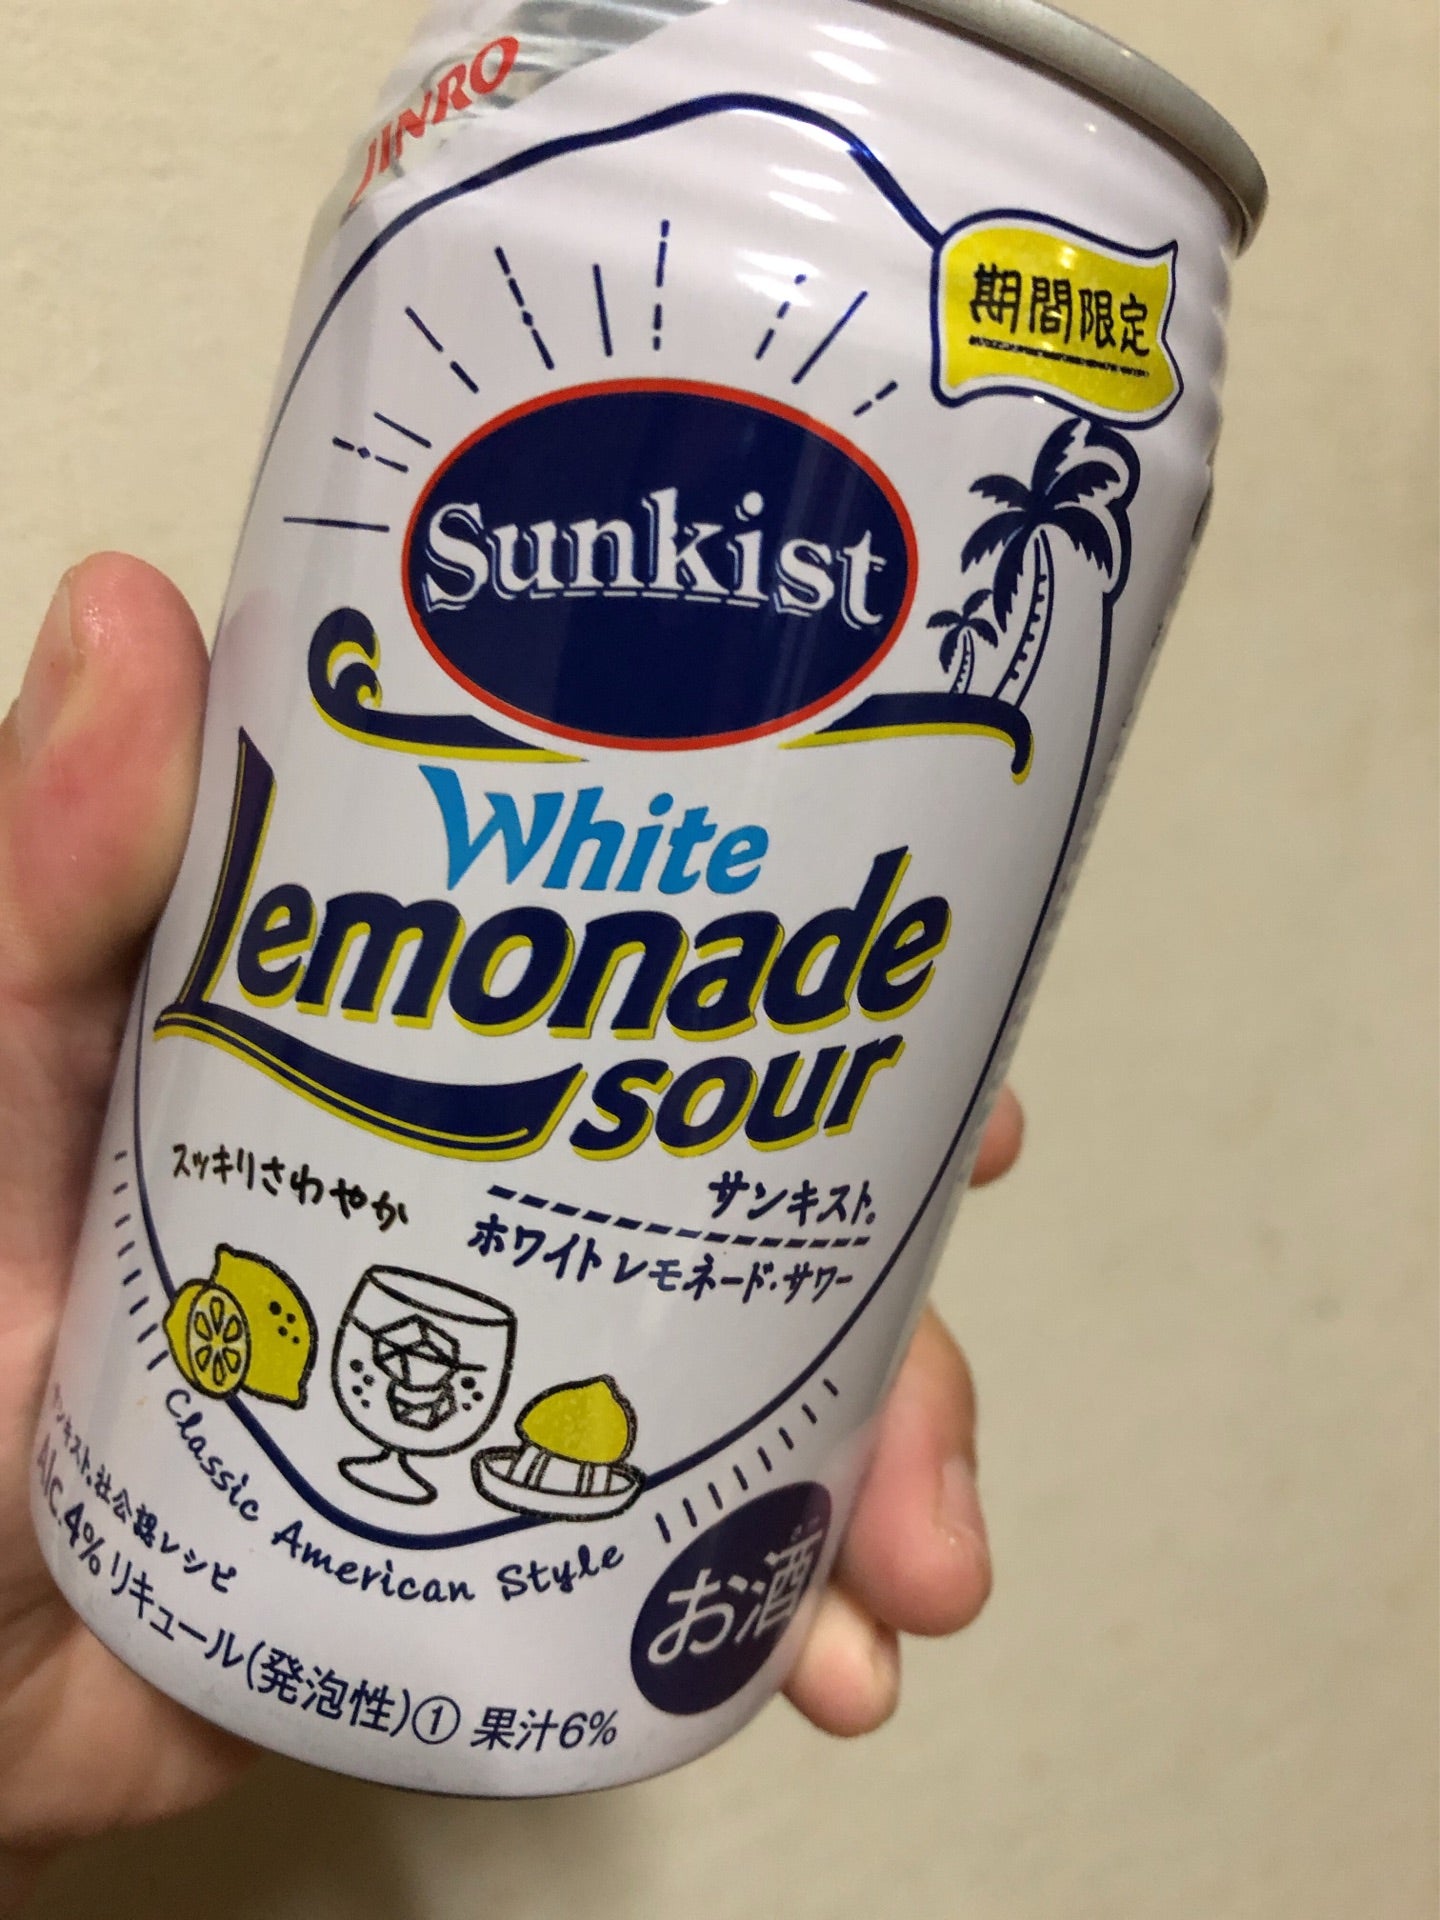 JINRO
期間限定
Sunkist
White
Lemonade
sour
スッキリさわやか
サンキスト®
ホワイトレモネード・サワー
Classic American Style
サンキスト®社公認レシピ
Alc.4% リキュール(発泡性)① 果汁6%
お酒